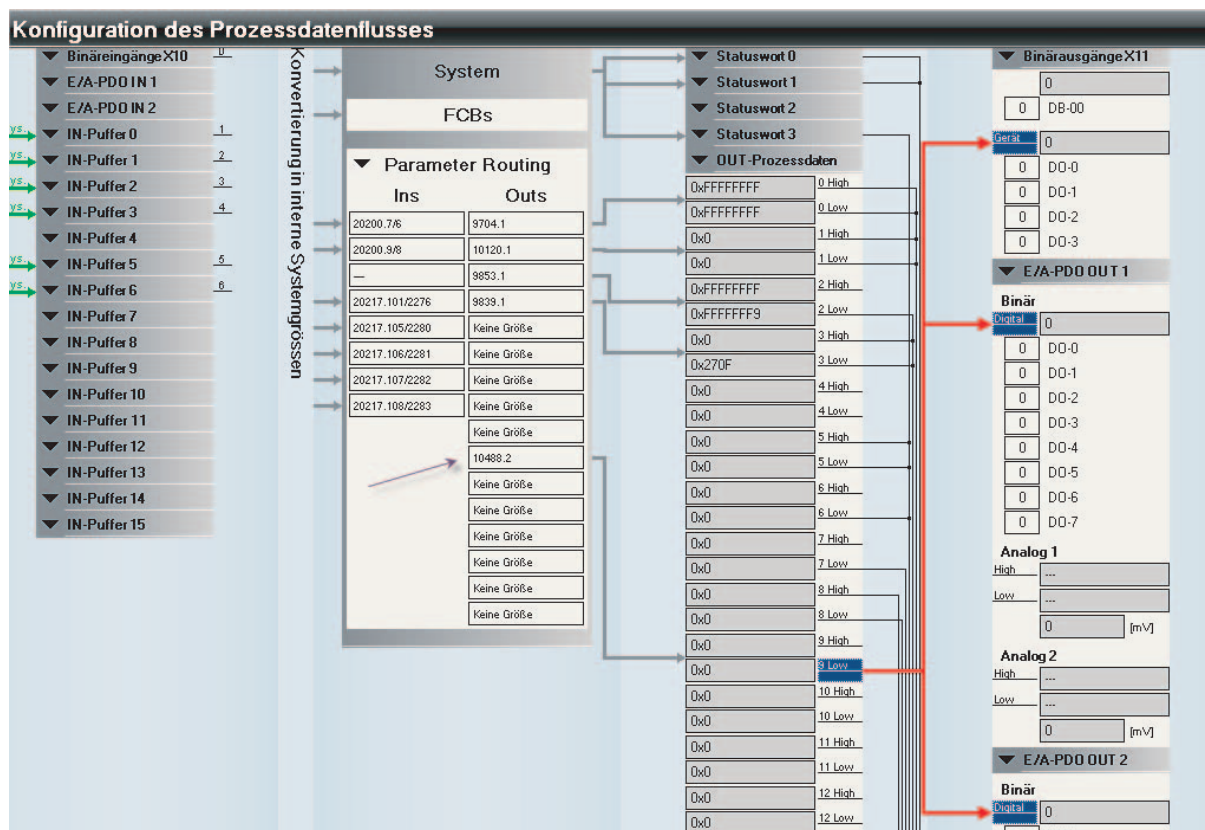 Konfiguration des Prozessdatenflusses
Binäreingänge X10
0
E/A-PDO IN 1
E/A-PDO IN 2
ys.
IN-Puffer 0
1
ys.
IN-Puffer 1
2
ys.
IN-Puffer 2
3
ys.
IN-Puffer 3
4
IN-Puffer 4
ys.
IN-Puffer 5
5
ys.
IN-Puffer 6
6
IN-Puffer 7
IN-Puffer 8
IN-Puffer 9
IN-Puffer 10
IN-Puffer 11
IN-Puffer 12
IN-Puffer 13
IN-Puffer 14
IN-Puffer 15
Konvertierung in interne Systemgrössen
System
FCBs
Parameter Routing
Ins
Outs
20200.7/6
9704.1
20200.9/8
10120.1
—
9853.1
20217.101/2276
9839.1
20217.105/2280
Keine Größe
20217.106/2281
Keine Größe
20217.107/2282
Keine Größe
20217.108/2283
Keine Größe
Keine Größe
10488.2
Keine Größe
Keine Größe
Keine Größe
Keine Größe
Keine Größe
Keine Größe
Statuswort 0
Statuswort 1
Statuswort 2
Statuswort 3
OUT-Prozessdaten
0xFFFFFFFF
0 High
0xFFFFFFFF
0 Low
0x0
1 High
0x0
1 Low
0xFFFFFFFF
2 High
0xFFFFFFF9
2 Low
0x0
3 High
0x270F
3 Low
0x0
4 High
0x0
4 Low
0x0
5 High
0x0
5 Low
0x0
6 High
0x0
6 Low
0x0
7 High
0x0
7 Low
0x0
8 High
0x0
8 Low
0x0
9 High
0x0
9 Low
0x0
10 High
0x0
10 Low
0x0
11 High
0x0
11 Low
0x0
12 High
0x0
12 Low
Binärausgänge X11
0
0
DB-00
Gerät
0
0
DO-0
0
DO-1
0
DO-2
0
DO-3
E/A-PDO OUT 1
Binär
Digital
0
0
DO-0
0
DO-1
0
DO-2
0
DO-3
0
DO-4
0
DO-5
0
DO-6
0
DO-7
Analog 1
High
---
Low
---
0
[mV]
Analog 2
High
---
Low
---
0
[mV]
E/A-PDO OUT 2
Binär
Digital
0